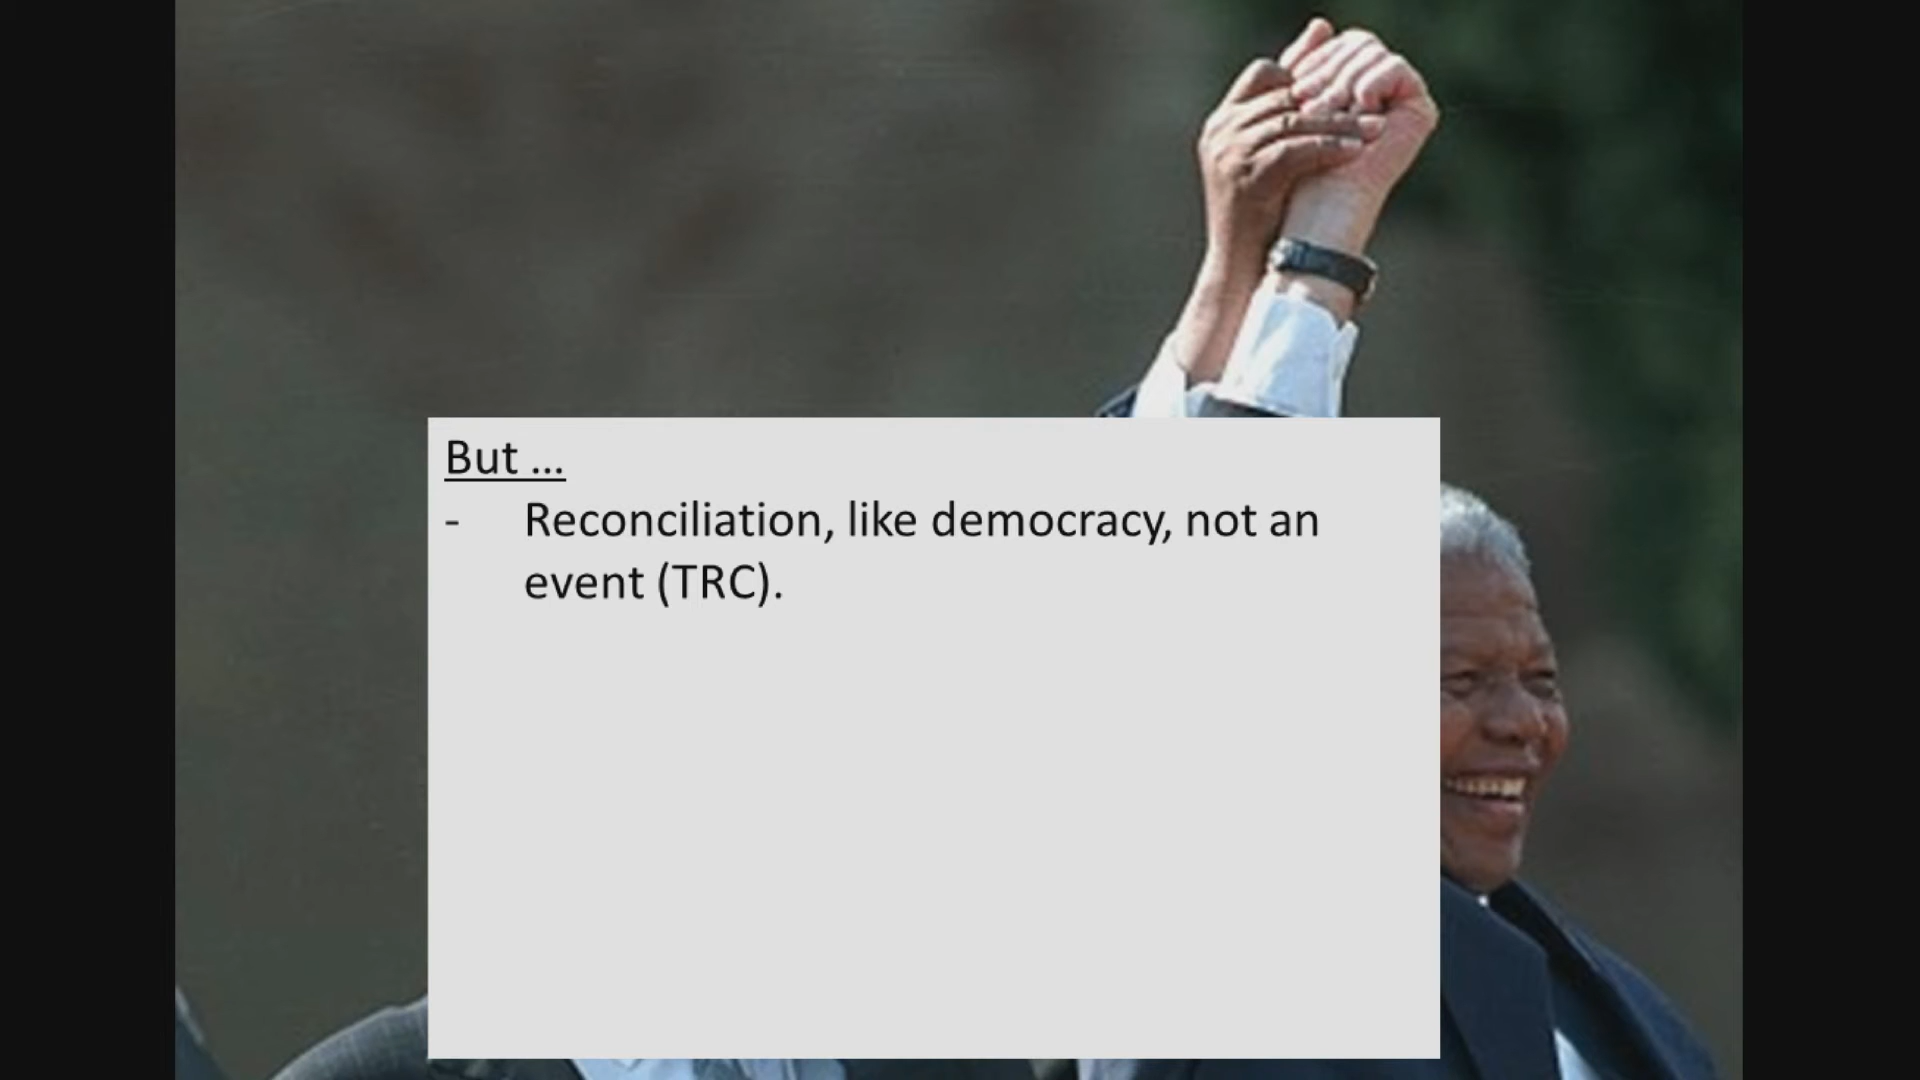 But ...
- Reconciliation, like democracy, not an
event (TRC).